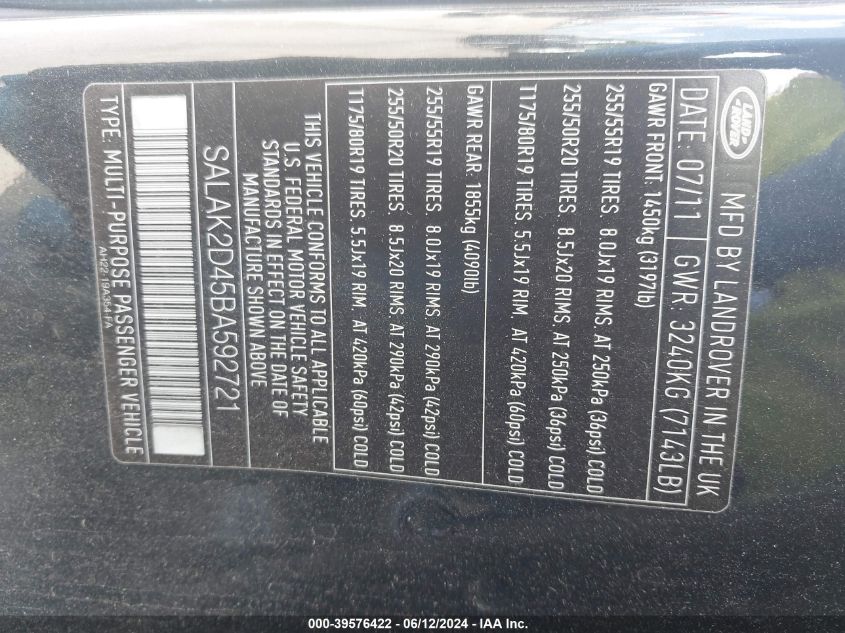 LAND
ROVER
MFD BY LANDROVER IN THE UK
DATE: 07/11 GWR: 3240KG (7143LB)
GAWR FRONT: 1450kg (3197lb)
255/55R19 TIRES. 8.0Jx19 RIMS. AT 250kPa (36psi) COLD
255/50R20 TIRES. 8.5Jx20 RIMS. AT 250kPa (36psi) COLD
T175/80R19 TIRES. 5.5Jx19 RIM. AT 420kPa (60psi) COLD
GAWR REAR: 1855kg (4090lb)
255/55R19 TIRES. 8.0Jx19 RIMS. AT 290kPa (42psi) COLD
255/50R20 TIRES. 8.5Jx20 RIMS. AT 290kPa (42psi) COLD
T175/80R19 TIRES. 5.5Jx19 RIM. AT 420kPa (60psi) COLD
THIS VEHICLE CONFORMS TO ALL APPLICABLE
U.S. FEDERAL MOTOR VEHICLE SAFETY
STANDARDS IN EFFECT ON THE DATE OF
MANUFACTURE SHOWN ABOVE
SALAK2D45BA592721
TYPE: MULTI-PURPOSE PASSENGER VEHICLE
AH22 19A354 FA
000-39576422 - 06/12/2024 - IAAI Inc.